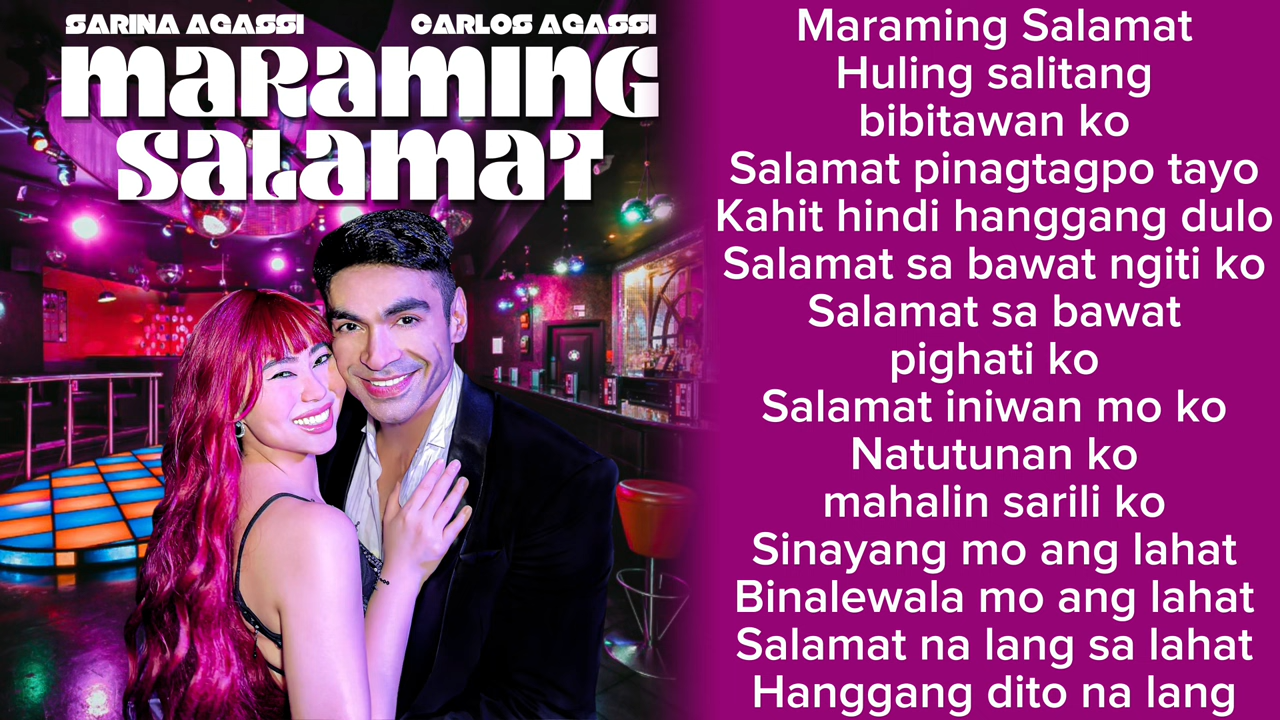 SARINA AGASSI
CARLOS AGASSI
MARAMING
SALAMAT
Maraming Salamat
Huling salitang
bibitawan ko
Salamat pinagtagpo tayo
Kahit hindi hanggang dulo
Salamat sa bawat ngiti ko
Salamat sa bawat
pighati ko
Salamat iniwan mo ko
Natutunan ko
mahalin sarili ko
Sinayang mo ang lahat
Binalewala mo ang lahat
Salamat na lang sa lahat
Hanggang dito na lang